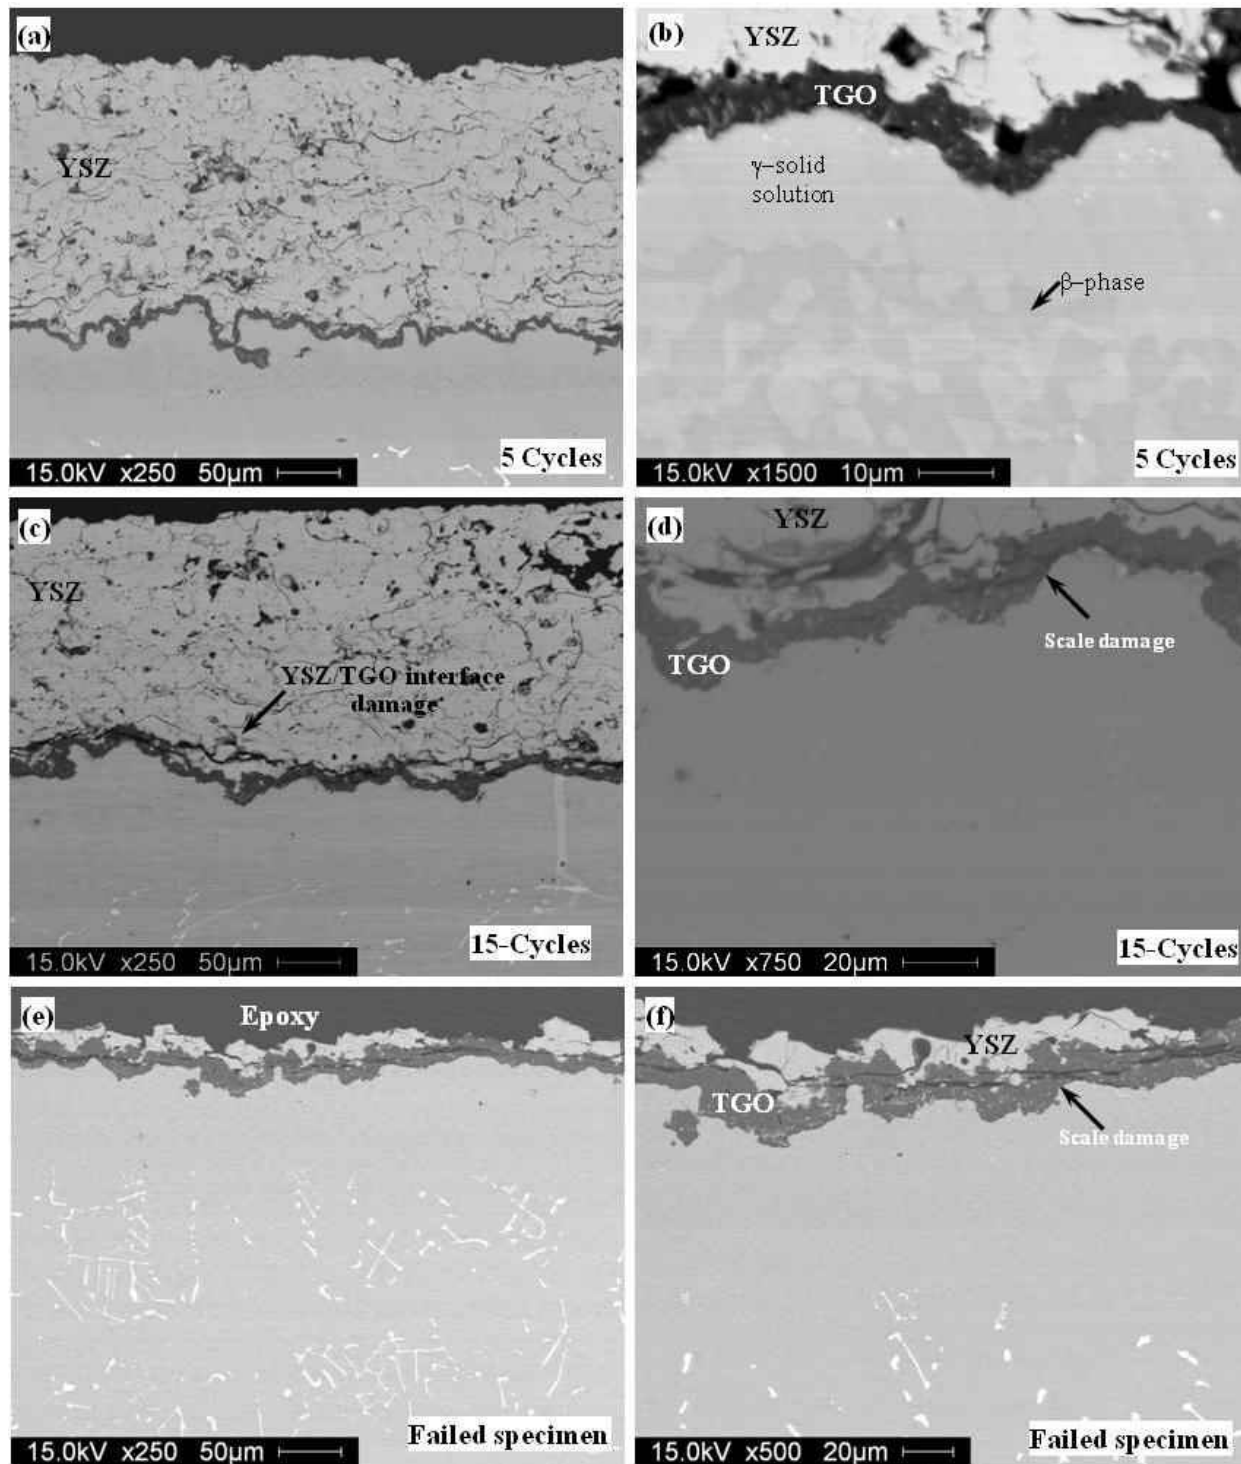 (a)
YSZ
5 Cycles
15.0kV x250 50µm
(b)
YSZ
TGO
γ–solid
solution
β–phase
5 Cycles
15.0kV x1500 10µm
(c)
YSZ
YSZ/TGO interface
damage
15-Cycles
15.0kV x250 50µm
(d)
YSZ
Scale damage
TGO
15-Cycles
15.0kV x750 20µm
(e)
Epoxy
Failed specimen
15.0kV x250 50µm
(f)
YSZ
TGO
Scale damage
Failed specimen
15.0kV x500 20µm